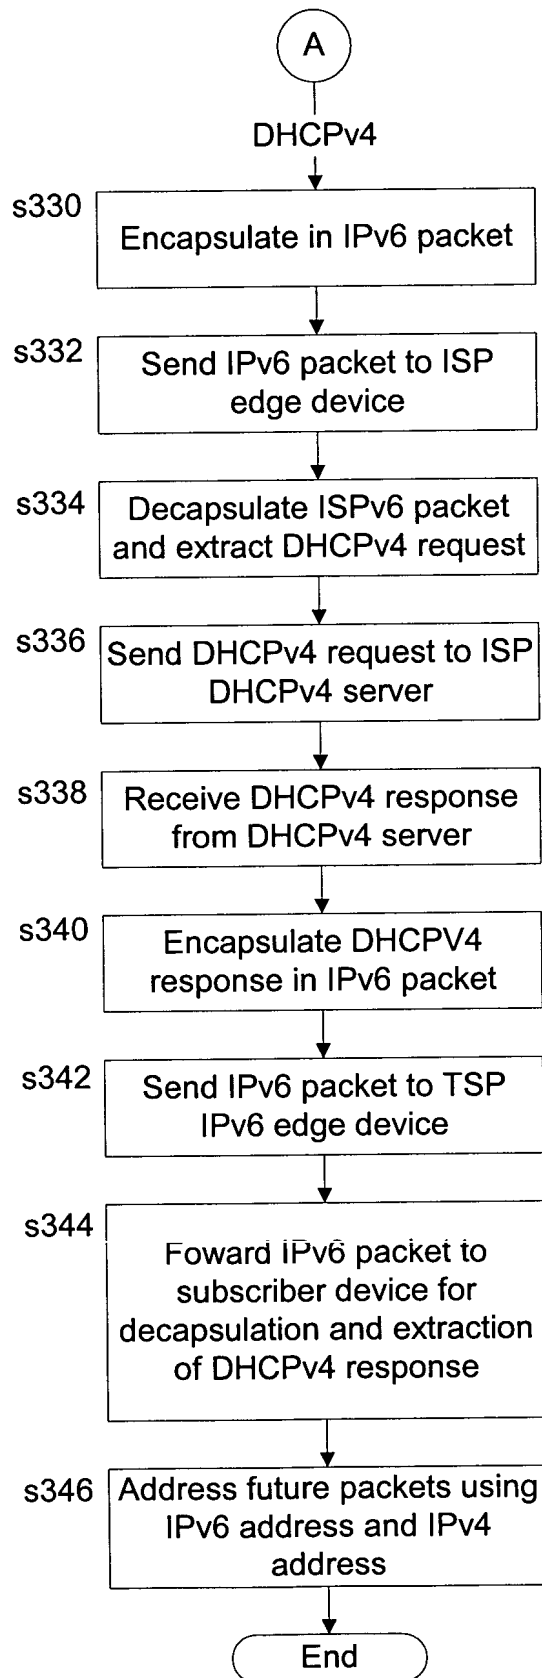 A
DHCPv4
s330
Encapsulate in IPv6 packet
s332
Send IPv6 packet to ISP
edge device
s334
Decapsulate ISPv6 packet
and extract DHCPv4 request
s336
Send DHCPv4 request to ISP
DHCPv4 server
s338
Receive DHCPv4 response
from DHCPv4 server
s340
Encapsulate DHCPV4
response in IPv6 packet
s342
Send IPv6 packet to TSP
IPv6 edge device
s344
Foward IPv6 packet to
subscriber device for
decapsulation and extraction
of DHCPv4 response
s346
Address future packets using
IPv6 address and IPv4
address
End